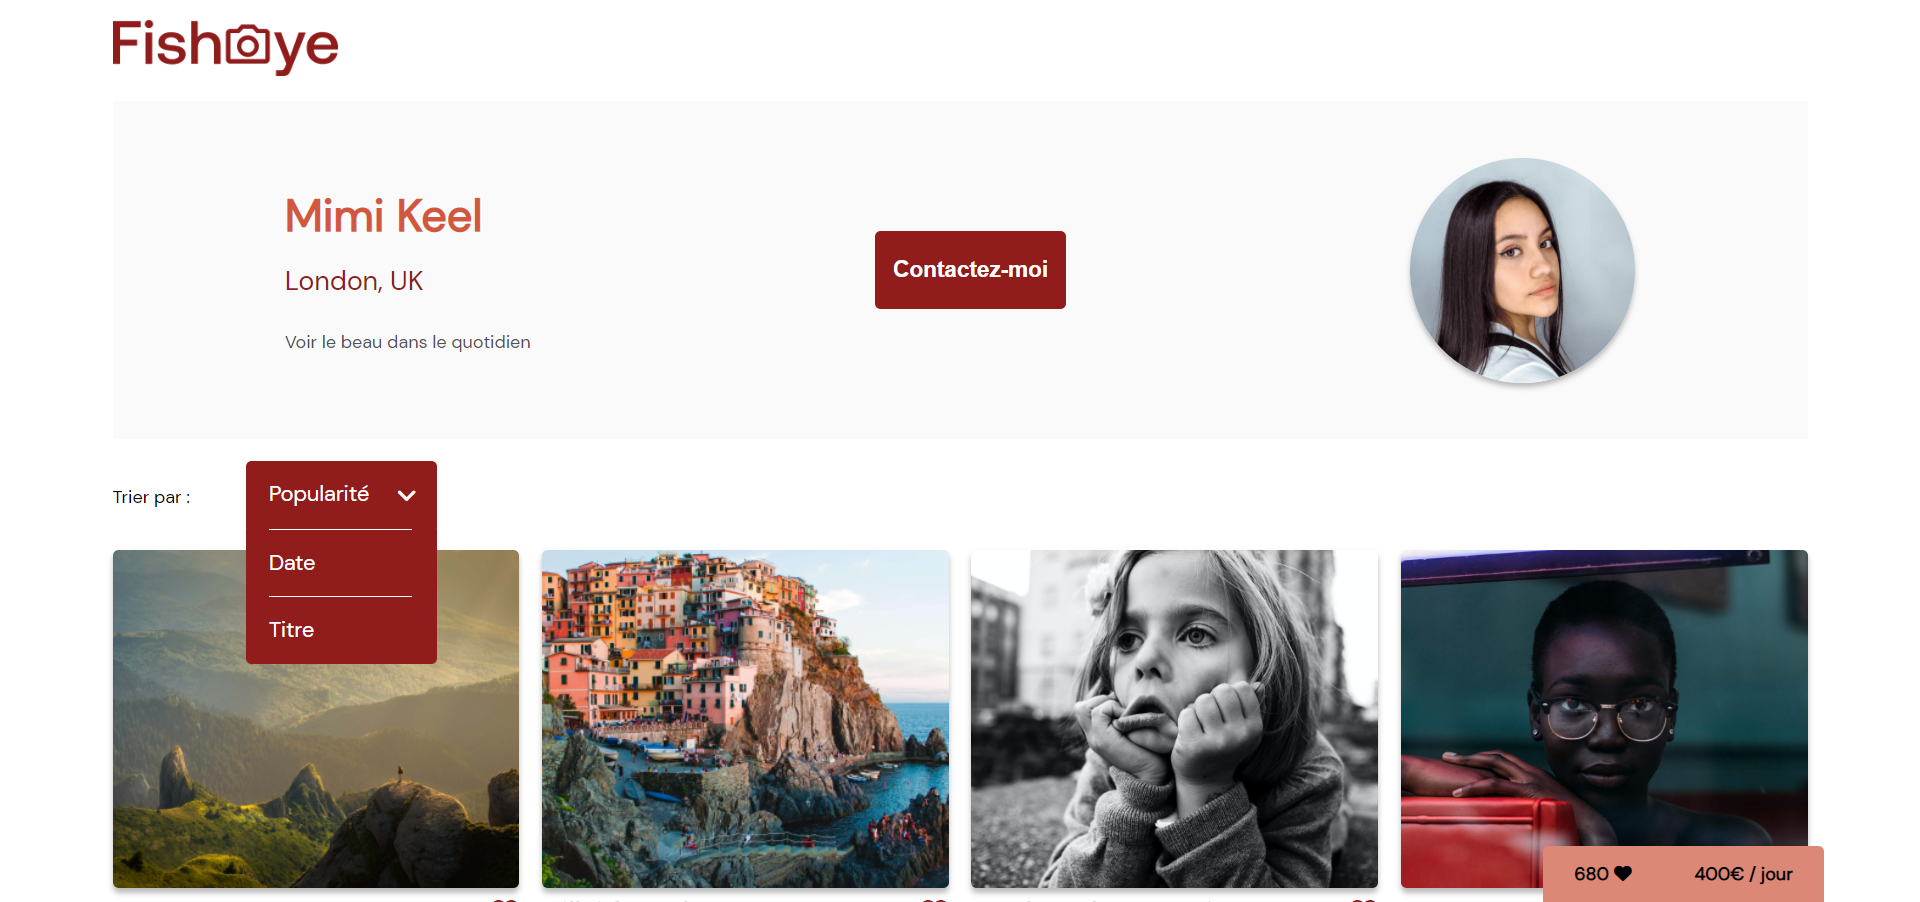 Fisheye
Mimi Keel
London, UK
Voir le beau dans le quotidien
Contactez-moi
Trier par :
Popularité
Date
Titre
680
400€ / jour